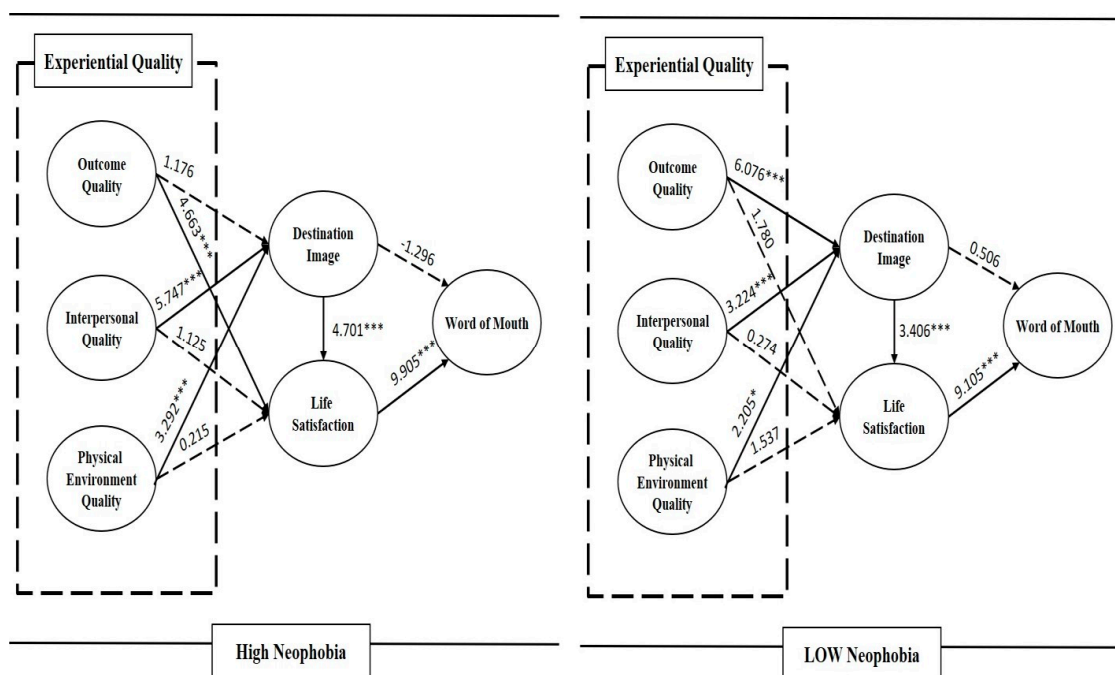 Experiential Quality
Outcome
Quality
1.176
4.663***
Destination
Image
-1.296
Interpersonal
Quality
5.747***
1.125
4.701***
Word of Mouth
9.905***
3.292***
0.215
Life
Satisfaction
Physical
Environment
Quality
High Neophobia
Experiential Quality
Outcome
Quality
6.076***
1.780
Destination
Image
0.506
Interpersonal
Quality
3.224***
0.274
3.406***
Word of Mouth
9.105***
2.205*
1.537
Life
Satisfaction
Physical
Environment
Quality
LOW Neophobia